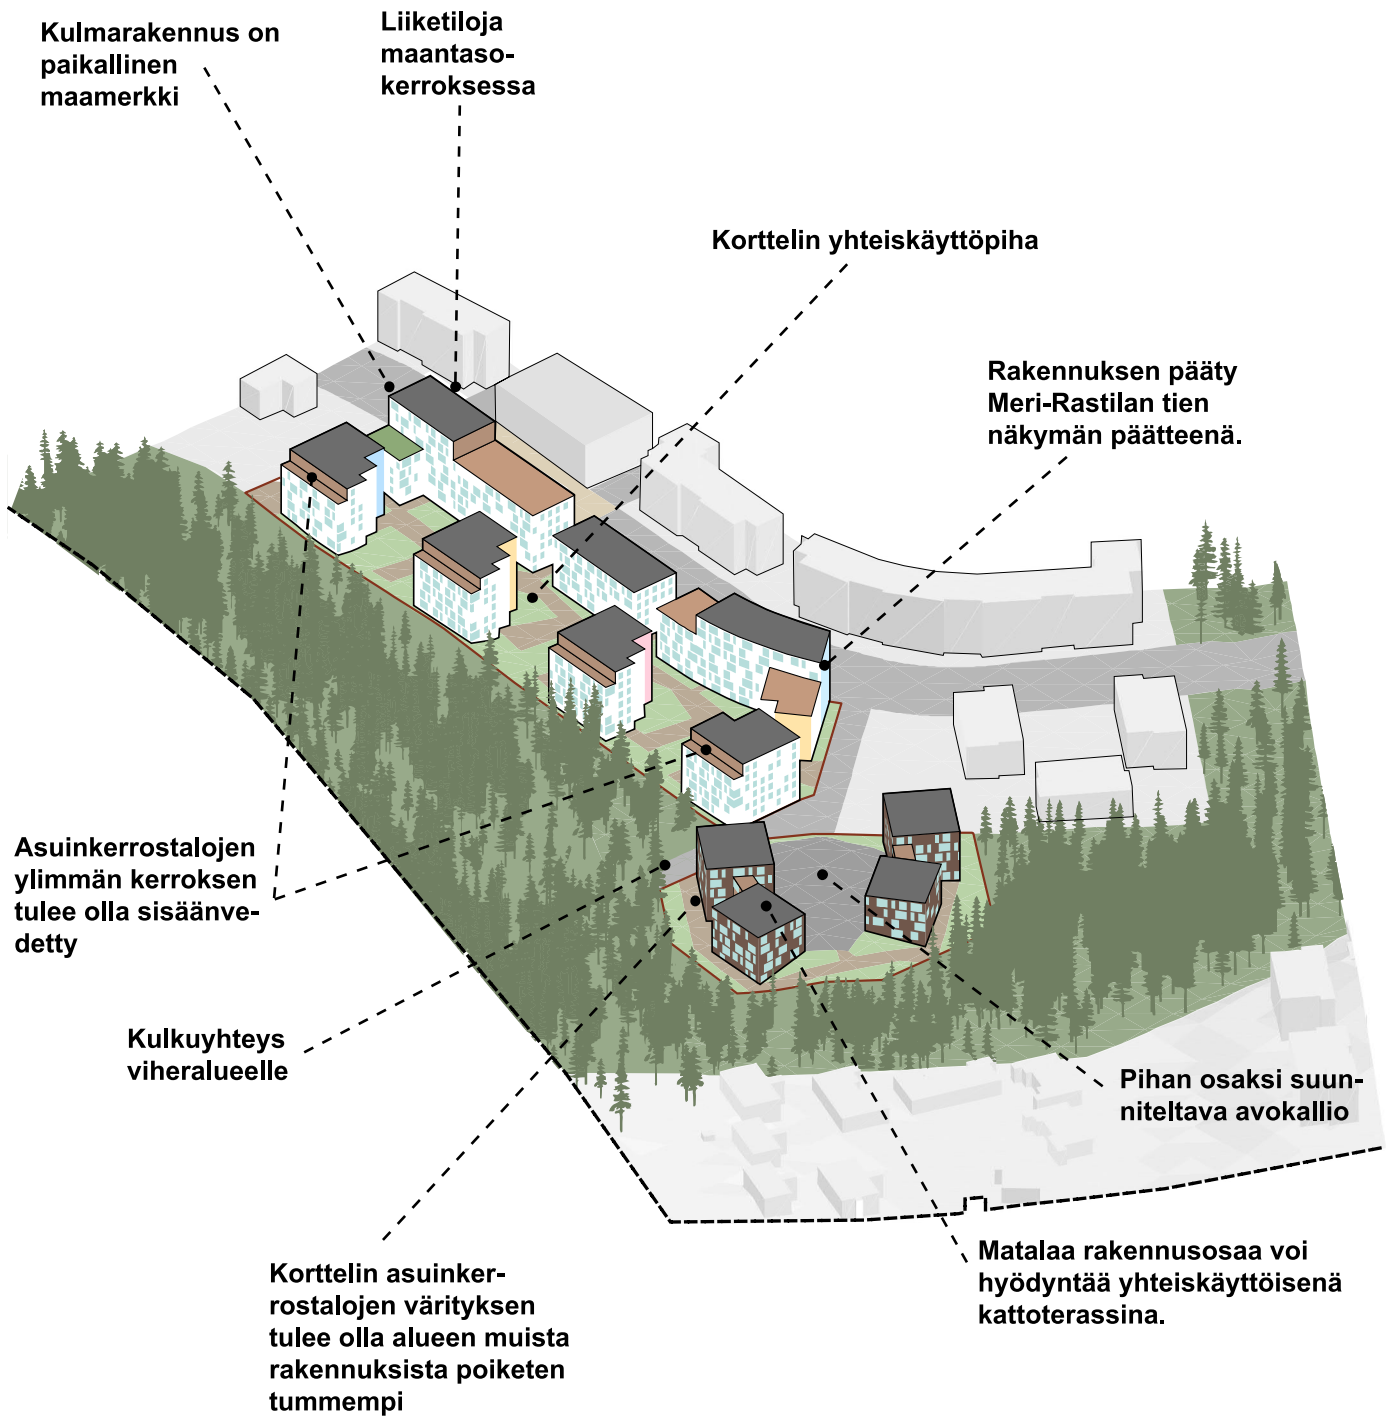 Kulmarakennus on
paikallinen
maamerkki
Liiketiloja
maantaso-
kerroksessa
Korttelin yhteiskäyttöpiha
Rakennuksen pääty
Meri-Rastilan tien
näkymän päätteenä.
Asuinkerrostalojen
ylimmän kerroksen
tulee olla sisäänve-
detty
Kulkuyhteys
viheralueelle
Pihan osaksi suun-
niteltava avokallio
Korttelin asuinker-
rostalojen värityksen
tulee olla alueen muista
rakennuksista poiketen
tummempi
Matalaa rakennusosaa voi
hyödyntää yhteiskäyttöisenä
kattoterassina.